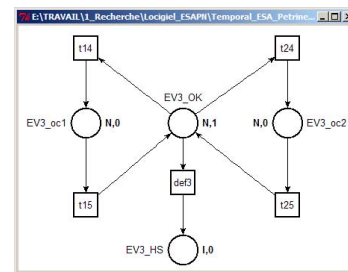 E:\TRAVAIL\1_Recherche\Locigiel_ESAPN\Temporal_ESA_Petrine...
t14
t24
EV3_OK
EV3_oc1
N,0
N,1
N,0
EV3_oc2
def3
t15
t25
EV3_HS
I,0